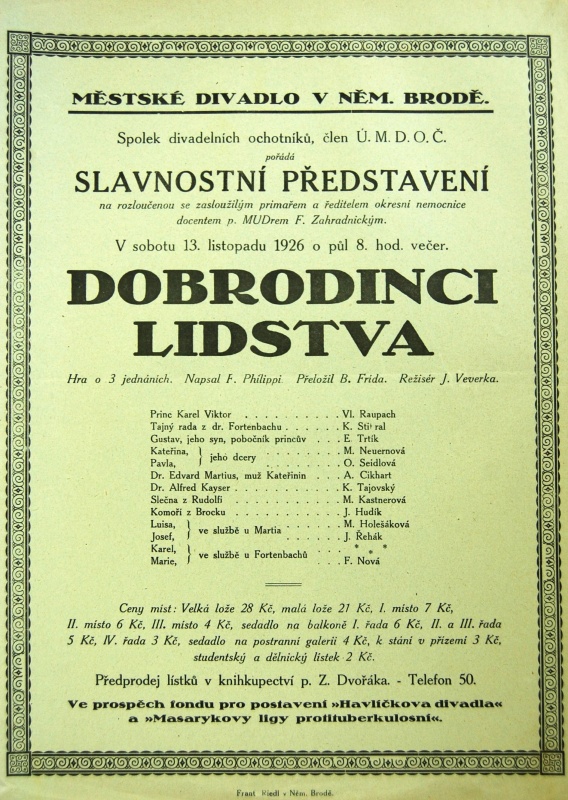 MĚSTSKÉ DIVADLO V NĚM. BRODĚ.
Spolek divadelních ochotníků, člen Ú. M. D. O. Č.
pořádá
SLAVNOSTNÍ PŘEDSTAVENÍ
na rozloučenou se zasloužilým primařem a ředitelem okresní nemocnice
docentem p. MUDrem F. Zahradnickým.
V sobotu 13. listopadu 1926 o půl 8. hod. večer.
DOBRODINCI
LIDSTVA
Hra o 3 jednáních. Napsal F. Philippi. Přeložil B. Frida. Režisér J. Veverka.
Princ Karel Viktor . . . . . . . . . . Vl. Raupach
Tajný rada z dr. Fortenbachu . . . . . . K.
Gustav, jeho syn, pobočník princův . . . E. Trtík
Kateřina, } jeho dcery . . . . . . M. Neuernová
Pavla, . . . . . . O. Seidlová
Dr. Edvard Martius, muž Kateřinin . . . A. Cikhart
Dr. Alfred Kayser . . . . . . . . . . . K. Tajovský
Slečna z Rudolfi . . . . . . . . . . . M. Kastnerová
Komoří z Brocku . . . . . . . . . . . J. Hudík
Luisa, } ve službě u Martia . . . . . . M. Holešáková
Josef, . . . . . . J. Řehák
Karel, } ve službě u Fortenbachů . . . * * *
Marie, . . . F. Nová
Ceny míst: Velká lože 28 Kč, malá lože 21 Kč, I. místo 7 Kč,
II. místo 6 Kč, III. místo 4 Kč, sedadlo na balkoně I. řada 6 Kč, II. a III. řada
5 Kč, IV. řada 3 Kč, sedadlo na postranní galerii 4 Kč, k stání v přízemí 3 Kč,
studentský a dělnický lístek 2 Kč.
Předprodej lístků v knihkupectví p. Z. Dvořáka. - Telefon 50.
Ve prospěch fondu pro postavení »Havlíčkova divadla«
a »Masarykovy ligy protituberkulosní«.
Frant Riedl v Něm. Brodě.